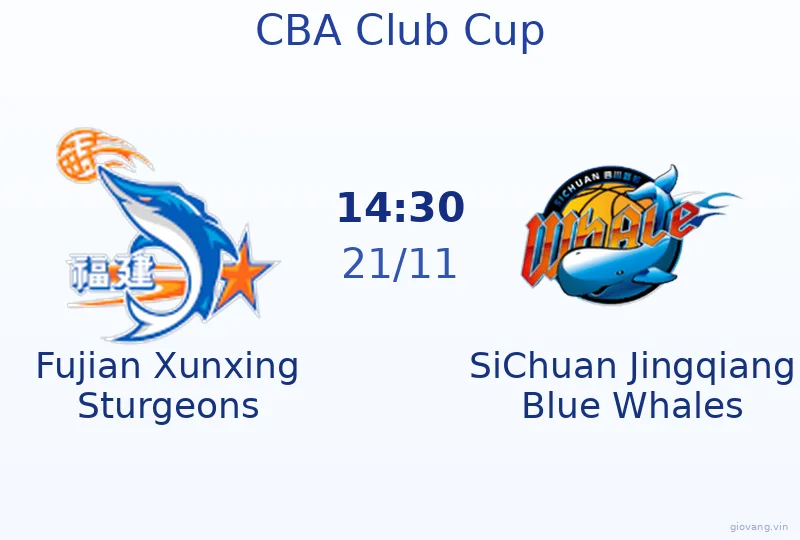 CBA Club Cup
福建
SICHUAN
Whale
14:30
21/11
Fujian Xunxing
Sturgeons
SiChuan Jingqiang
Blue Whales
giovang.vin